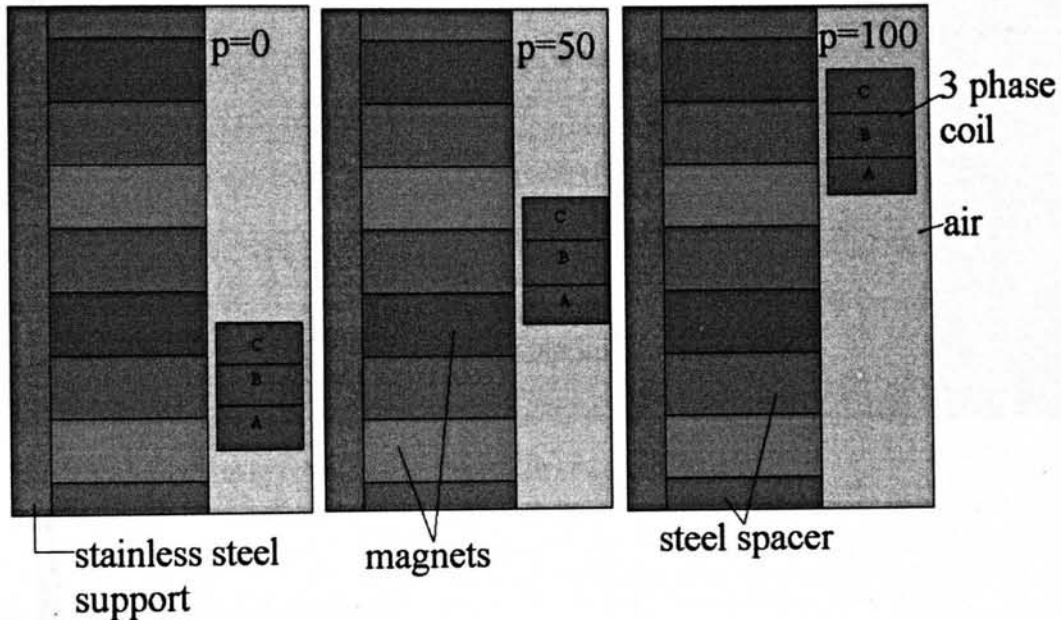 p=0
p=50
p=100
C
B
A
C
B
A
C
B
A
3 phase
coil
air
stainless steel
support
magnets
steel spacer